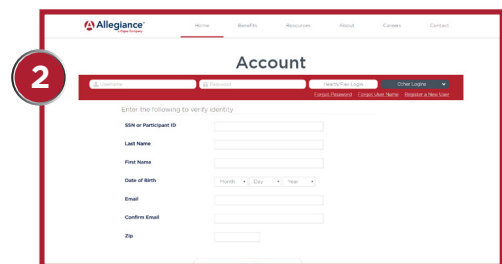 Allegiance
Home Benefits Resources About Careers Contact
2
Account
Username Password Health/Flex Login Other Logins
Forgot Password Forgot User Name Register a New User
Enter the following to verify identity
SSN or Participant ID
Last Name
First Name
Date of Birth Month Day Year
Email
Confirm Email
Zip